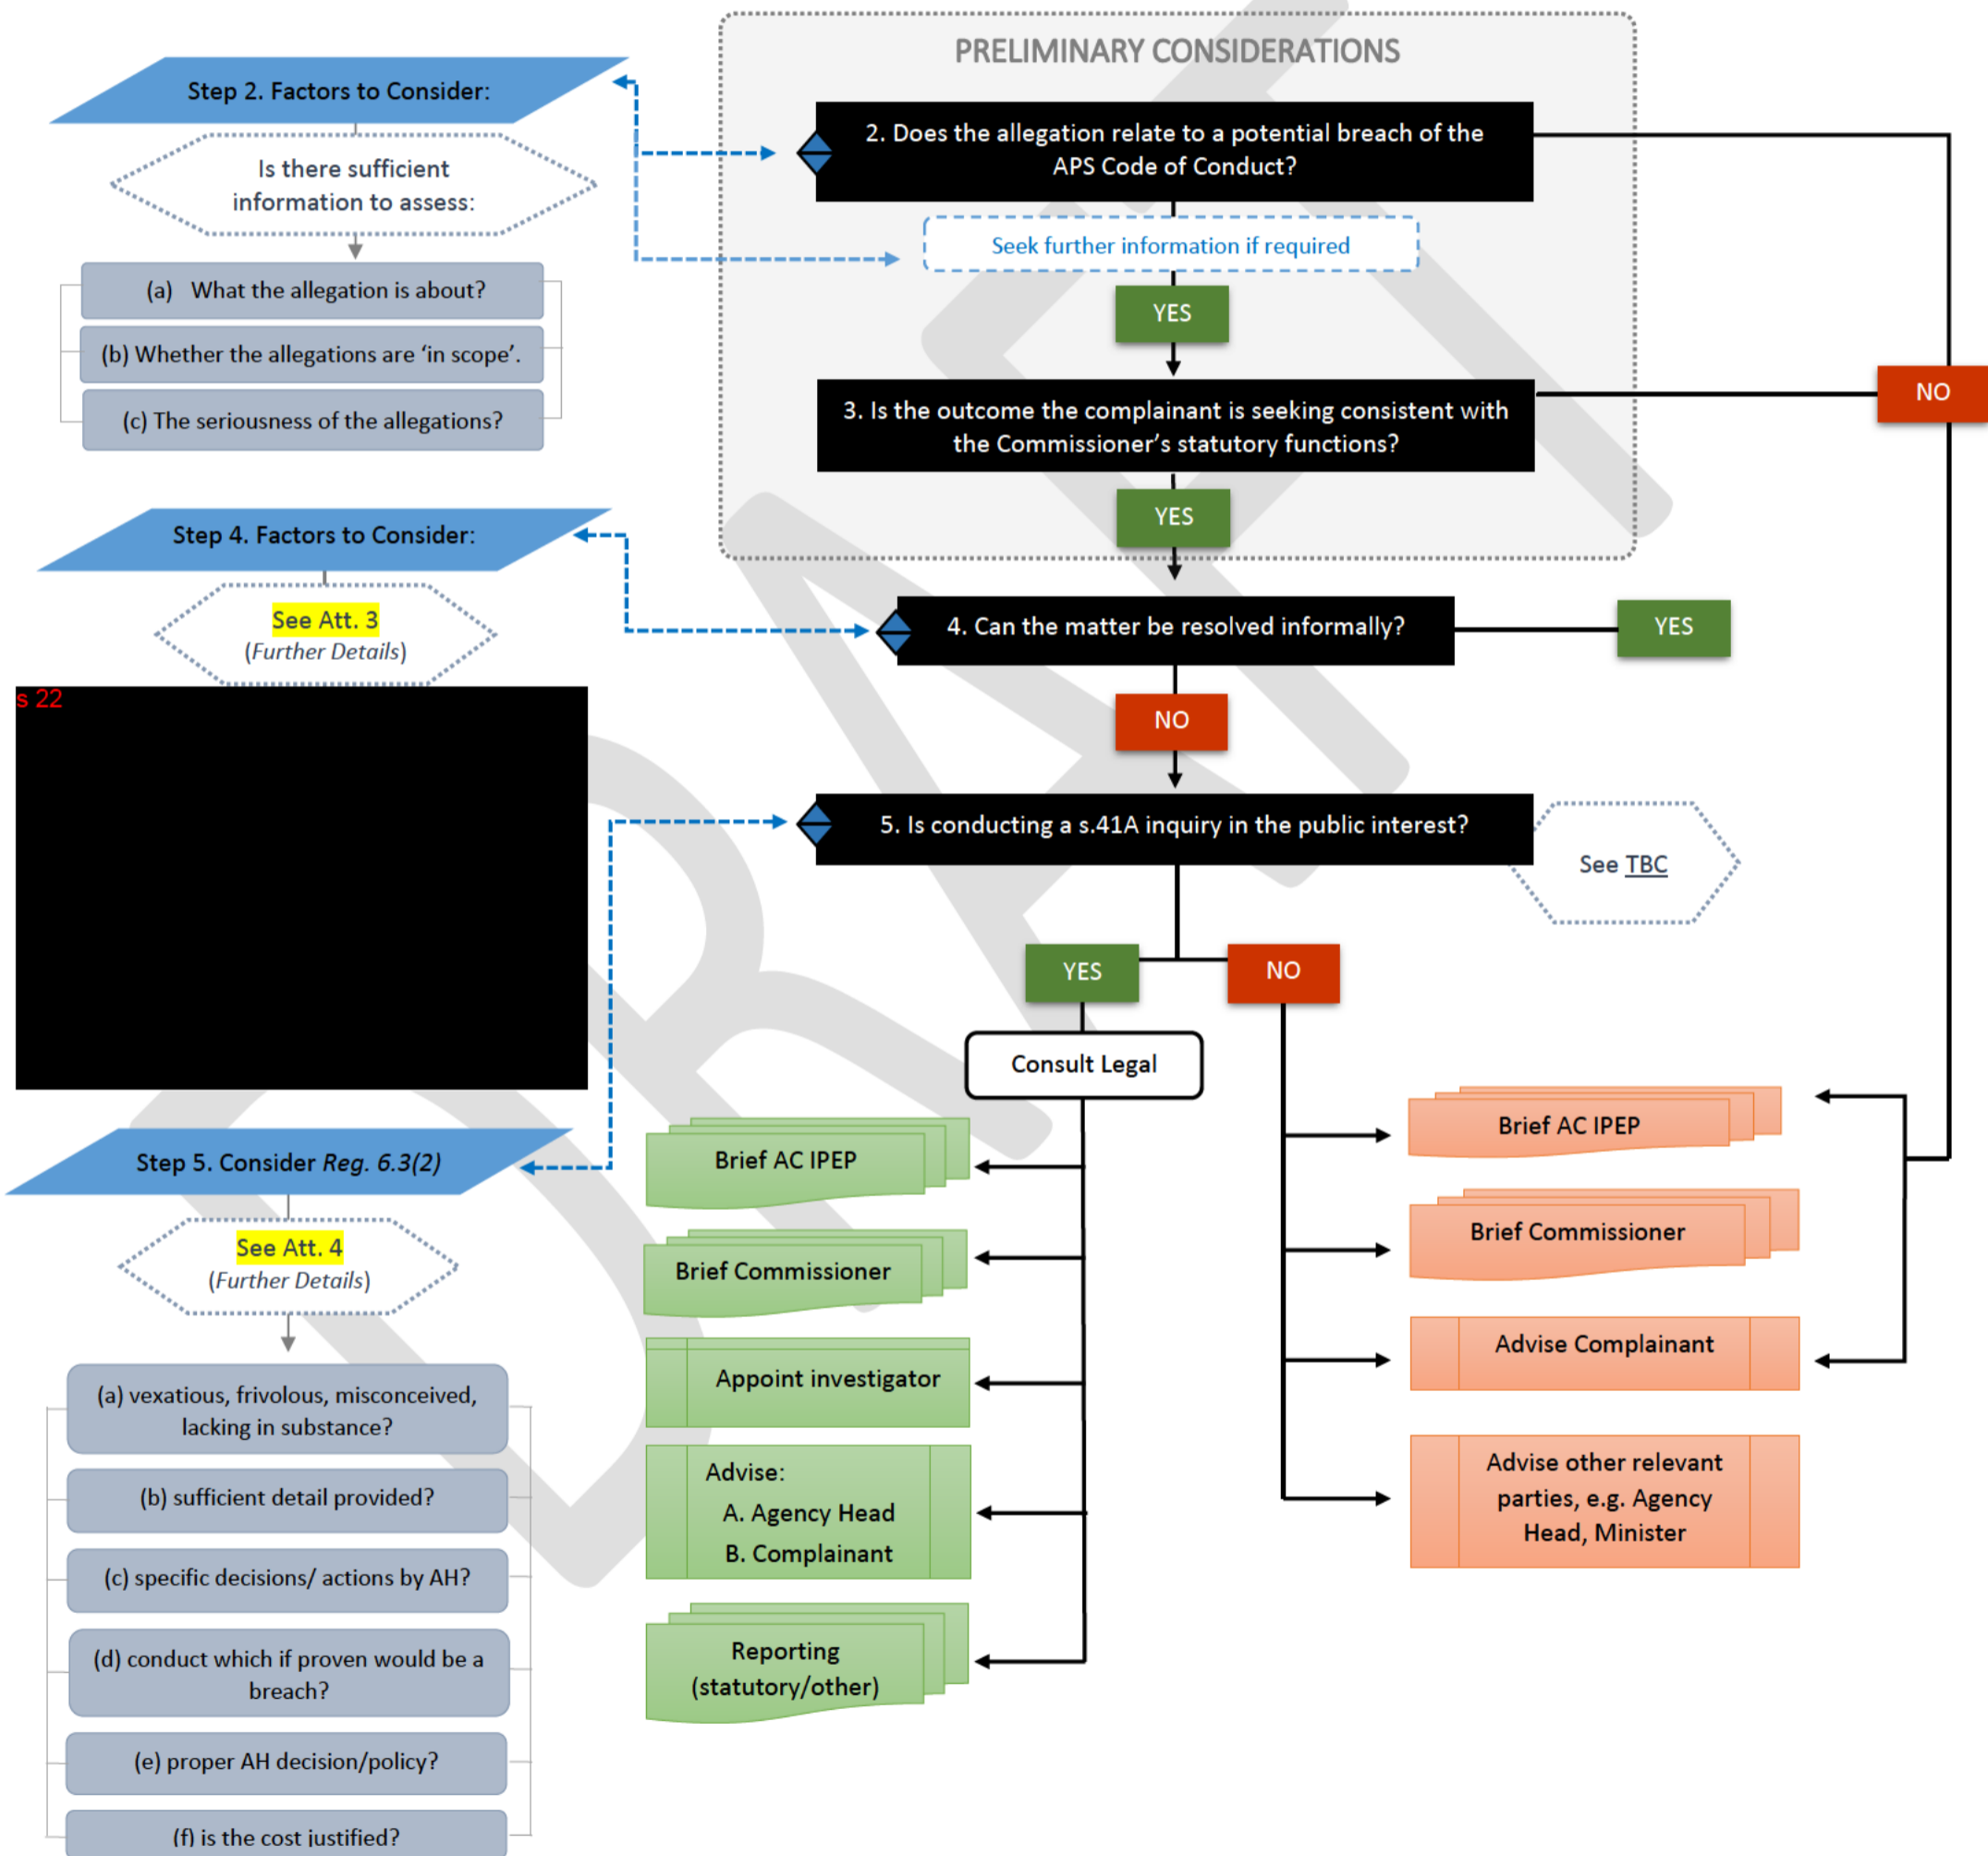 PRELIMINARY CONSIDERATIONS
Step 2. Factors to Consider:
Is there sufficient
information to assess:
(a) What the allegation is about?
(b) Whether the allegations are ‘in scope’.
(c) The seriousness of the allegations?
2. Does the allegation relate to a potential breach of the
APS Code of Conduct?
Seek further information if required
YES
NO
3. Is the outcome the complainant is seeking consistent with
the Commissioner’s statutory functions?
YES
Step 4. Factors to Consider:
See Att. 3
(Further Details)
s 22
4. Can the matter be resolved informally?
YES
NO
5. Is conducting a s.41A inquiry in the public interest?
See TBC
YES
NO
Consult Legal
Step 5. Consider Reg. 6.3(2)
See Att. 4
(Further Details)
(a) vexatious, frivolous, misconceived,
lacking in substance?
(b) sufficient detail provided?
(c) specific decisions/ actions by AH?
(d) conduct which if proven would be a
breach?
(e) proper AH decision/policy?
(f) is the cost justified?
Brief AC IPEP
Brief Commissioner
Appoint investigator
Advise:
A. Agency Head
B. Complainant
Reporting
(statutory/other)
Brief AC IPEP
Brief Commissioner
Advise Complainant
Advise other relevant
parties, e.g. Agency
Head, Minister
DRAFT